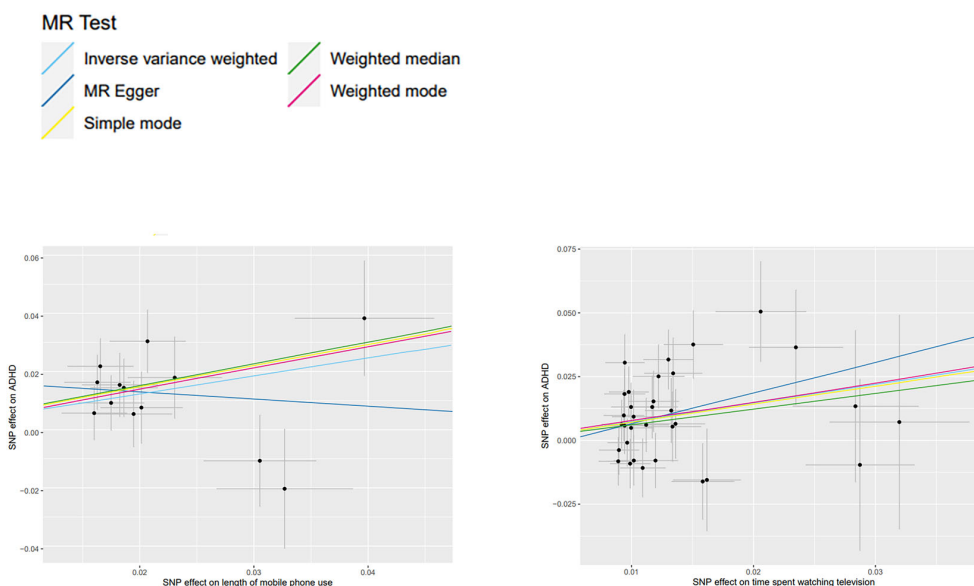 MR Test
Inverse variance weighted
Weighted median
MR Egger
Weighted mode
Simple mode
0.06
0.04
0.02
0.00
−0.02
−0.04
SNP effect on ADHD
0.02
0.03
0.04
SNP effect on length of mobile phone use
0.075
0.050
0.025
0.000
−0.025
SNP effect on ADHD
0.01
0.02
0.03
SNP effect on time spent watching television